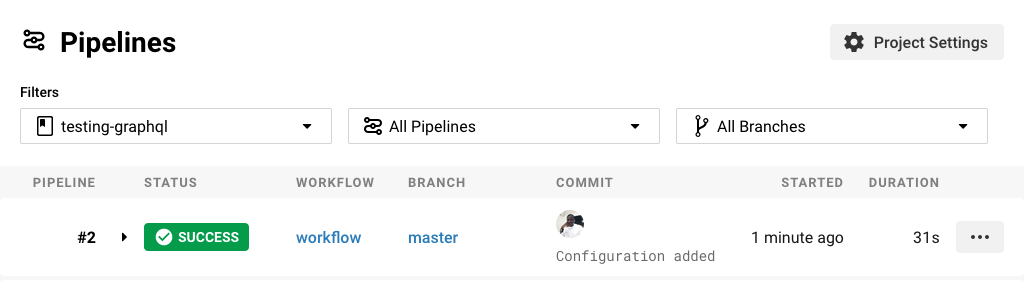 Pipelines
Project Settings
Filters
testing-graphql
All Pipelines
All Branches
PIPELINE STATUS WORKFLOW BRANCH COMMIT STARTED DURATION
#2 SUCCESS workflow master 1 minute ago 31s
Configuration added